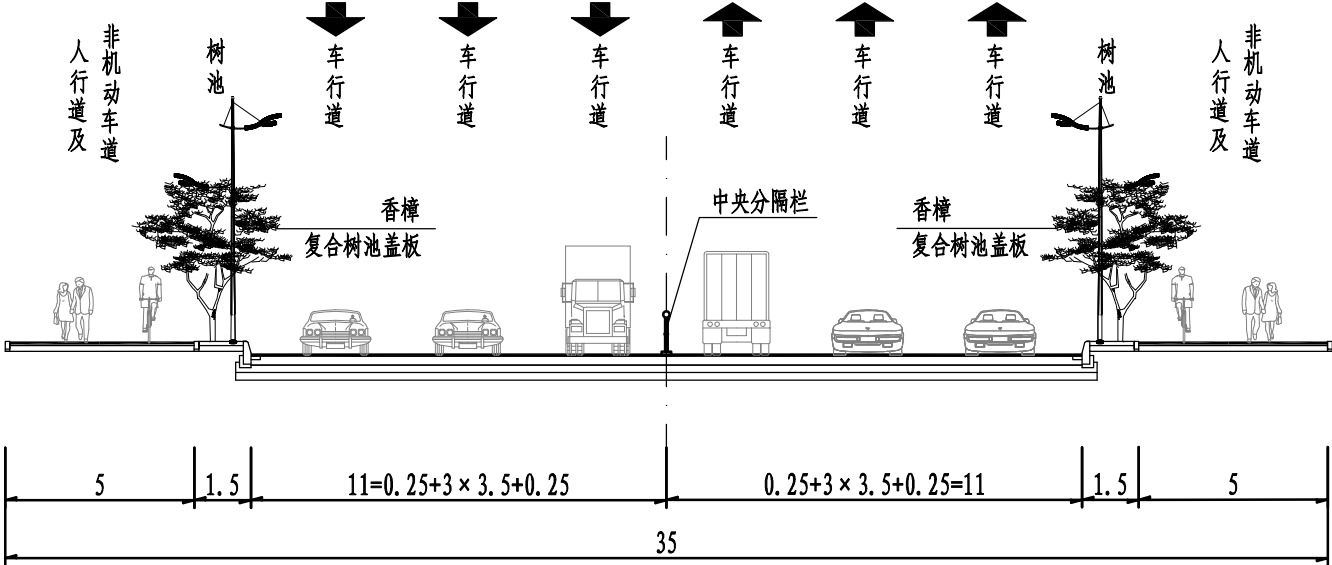 人行道及
非机动车道
树池
车行道
车行道
车行道
车行道
车行道
车行道
树池
人行道及
非机动车道
香樟
复合树池盖板
中央分隔栏
香樟
复合树池盖板
5
1.5
11=0.25+3×3.5+0.25
0.25+3×3.5+0.25=11
1.5
5
35